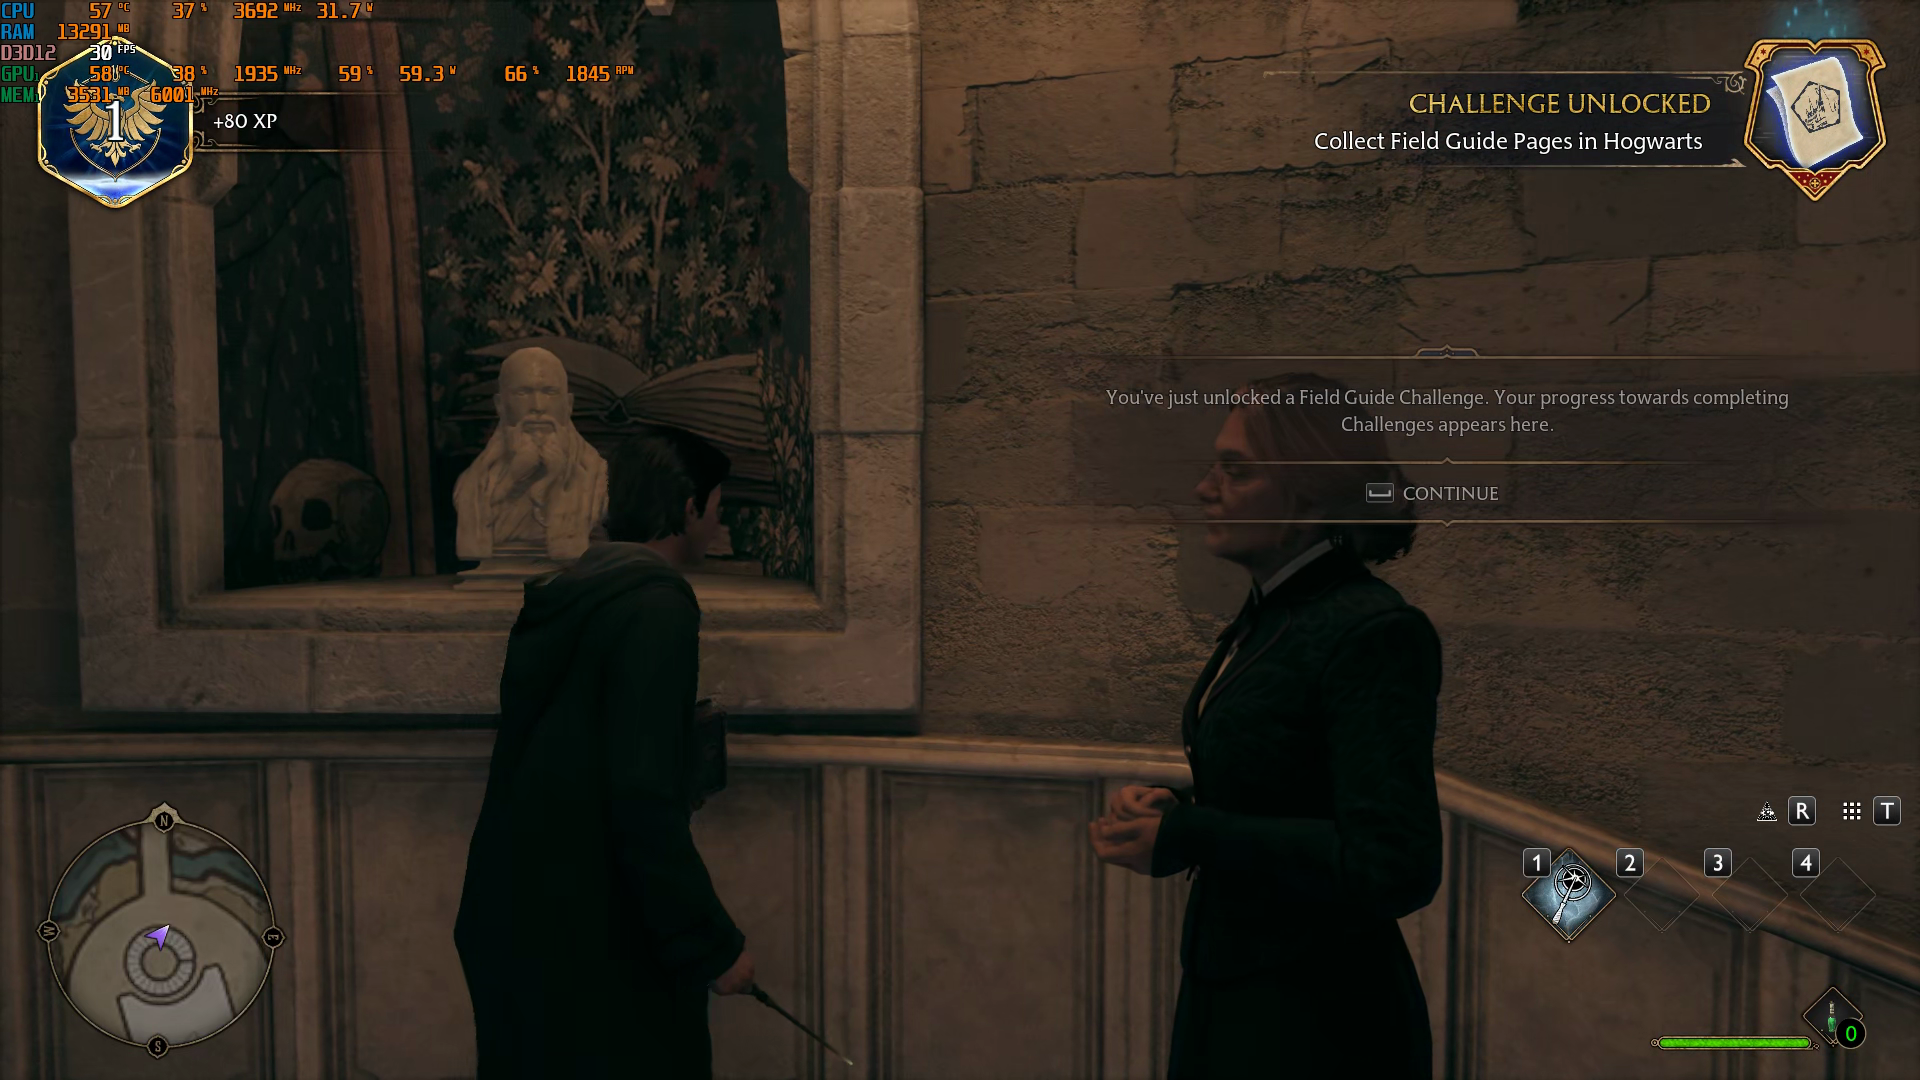 CPU 57 °C 37 % 3692 MHz 31.7 W
RAM 13291 MB
D3D12 30 FPS
GPU1 58 °C 38 % 1935 MHz 59 % 59.3 W 66 % 1845 RPM
MEM1 3531 MB 6001 MHz
1
+80 XP
CHALLENGE UNLOCKED
Collect Field Guide Pages in Hogwarts
You've just unlocked a Field Guide Challenge. Your progress towards completing
Challenges appears here.
CONTINUE
R T
1 2 3 4
N
W E
S
0